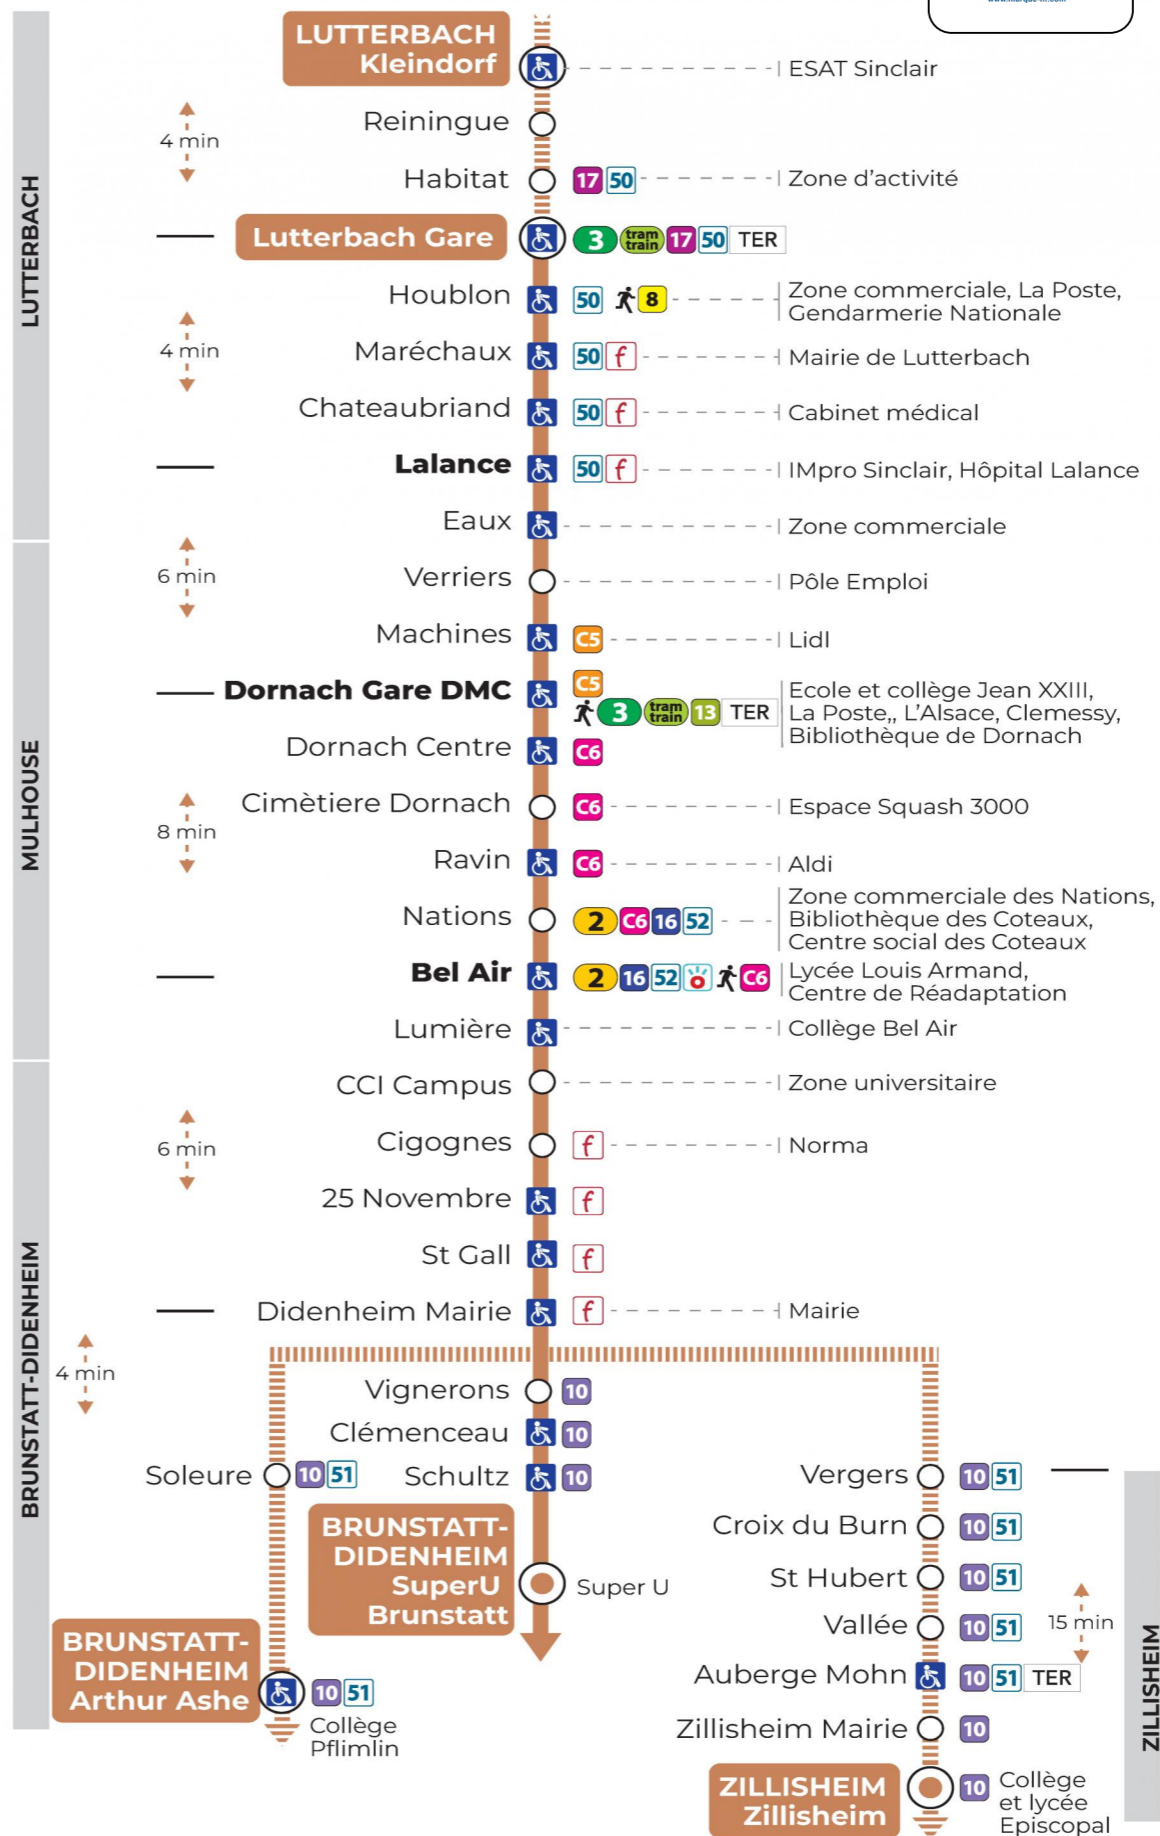 www.marque-nf.com
LUTTERBACH
Kleindorf
ESAT Sinclair
Reiningue
4 min
Habitat
17 50
Zone d'activité
LUTTERBACH
Lutterbach Gare
3 tram train 17 50 TER
Houblon
50 8
Zone commerciale, La Poste,
Gendarmerie Nationale
4 min
Maréchaux
50 f
Mairie de Lutterbach
Chateaubriand
50 f
Cabinet médical
Lalance
50 f
IMpro Sinclair, Hôpital Lalance
Eaux
Zone commerciale
6 min
Verriers
Pôle Emploi
Machines
C5
Lidl
Dornach Gare DMC
C5
3 tram train 13 TER
Ecole et collège Jean XXIII,
La Poste,, L'Alsace, Clemessy,
Bibliothèque de Dornach
Dornach Centre
C6
MULHOUSE
8 min
Cimètiere Dornach
C6
Espace Squash 3000
Ravin
C6
Aldi
Nations
2 C6 16 52
Zone commerciale des Nations,
Bibliothèque des Coteaux,
Centre social des Coteaux
Bel Air
2 16 52 o C6
Lycée Louis Armand,
Centre de Réadaptation
Lumière
Collège Bel Air
CCI Campus
Zone universitaire
6 min
Cigognes
f
Norma
25 Novembre
f
St Gall
f
Didenheim Mairie
f
Mairie
BRUNSTATT-DIDENHEIM
4 min
Vignerons
10
Clémenceau
10
Soleure
10 51
Schultz
10
BRUNSTATT-
DIDENHEIM
SuperU
Brunstatt
Super U
BRUNSTATT-
DIDENHEIM
Arthur Ashe
10 51
Collège
Pflimlin
Vergers
10 51
Croix du Burn
10 51
St Hubert
10 51
Vallée
10 51
15 min
Auberge Mohn
10 51 TER
Zillisheim Mairie
10
ZILLISHEIM
ZILLISHEIM
Zillisheim
10
Collège
et lycée
Episcopal